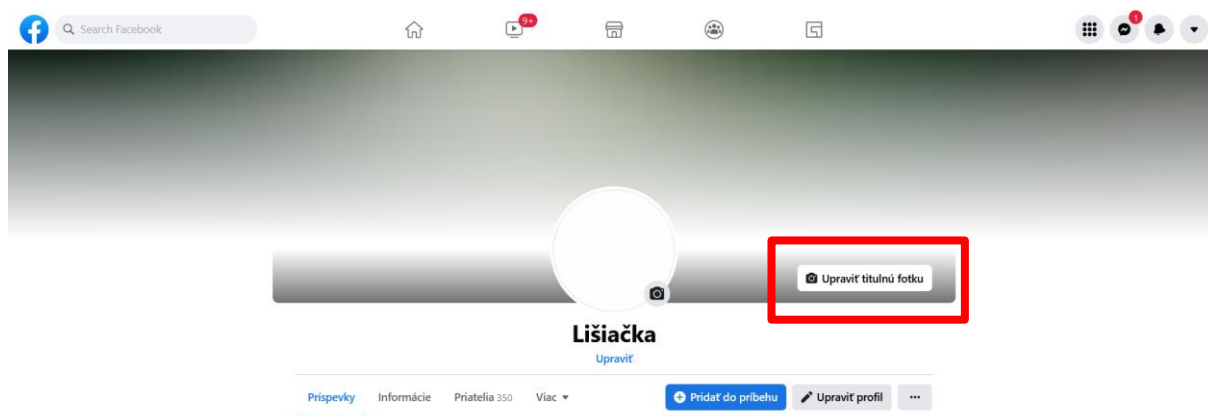 Search Facebook
9+
1
Upraviť titulnú fotku
Lišiačka
Upraviť
Príspevky Informácie Priatelia 350 Viac Pridať do príbehu Upraviť profil